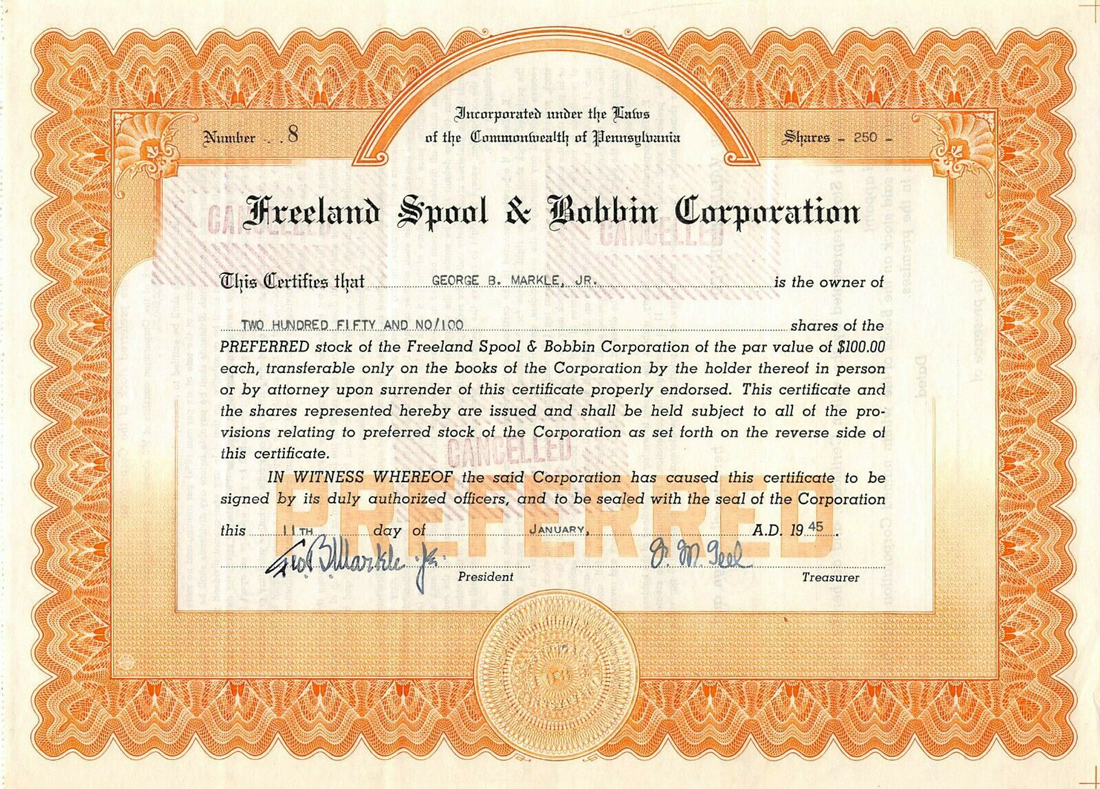 Incorporated under the Laws
of the Commonwealth of Pennsylvania
Number 8
Shares - 250 -
Freeland Spool & Bobbin Corporation
CANCELLED
CANCELLED
This Certifies that GEORGE B. MARKLE, JR. is the owner of
TWO HUNDRED FIFTY AND NO/100 shares of the
PREFERRED stock of the Freeland Spool & Bobbin Corporation of the par value of $100.00
each, transferable only on the books of the Corporation by the holder thereof in person
or by attorney upon surrender of this certificate properly endorsed. This certificate and
the shares represented hereby are issued and shall be held subject to all of the pro-
visions relating to preferred stock of the Corporation as set forth on the reverse side of
this certificate.
CANCELLED
IN WITNESS WHEREOF the said Corporation has caused this certificate to be
signed by its duly authorized officers, and to be sealed with the seal of the Corporation
PREFERRED
this 11TH day of JANUARY, A.D. 1945.
Geo B Markle Jr.
President
Treasurer